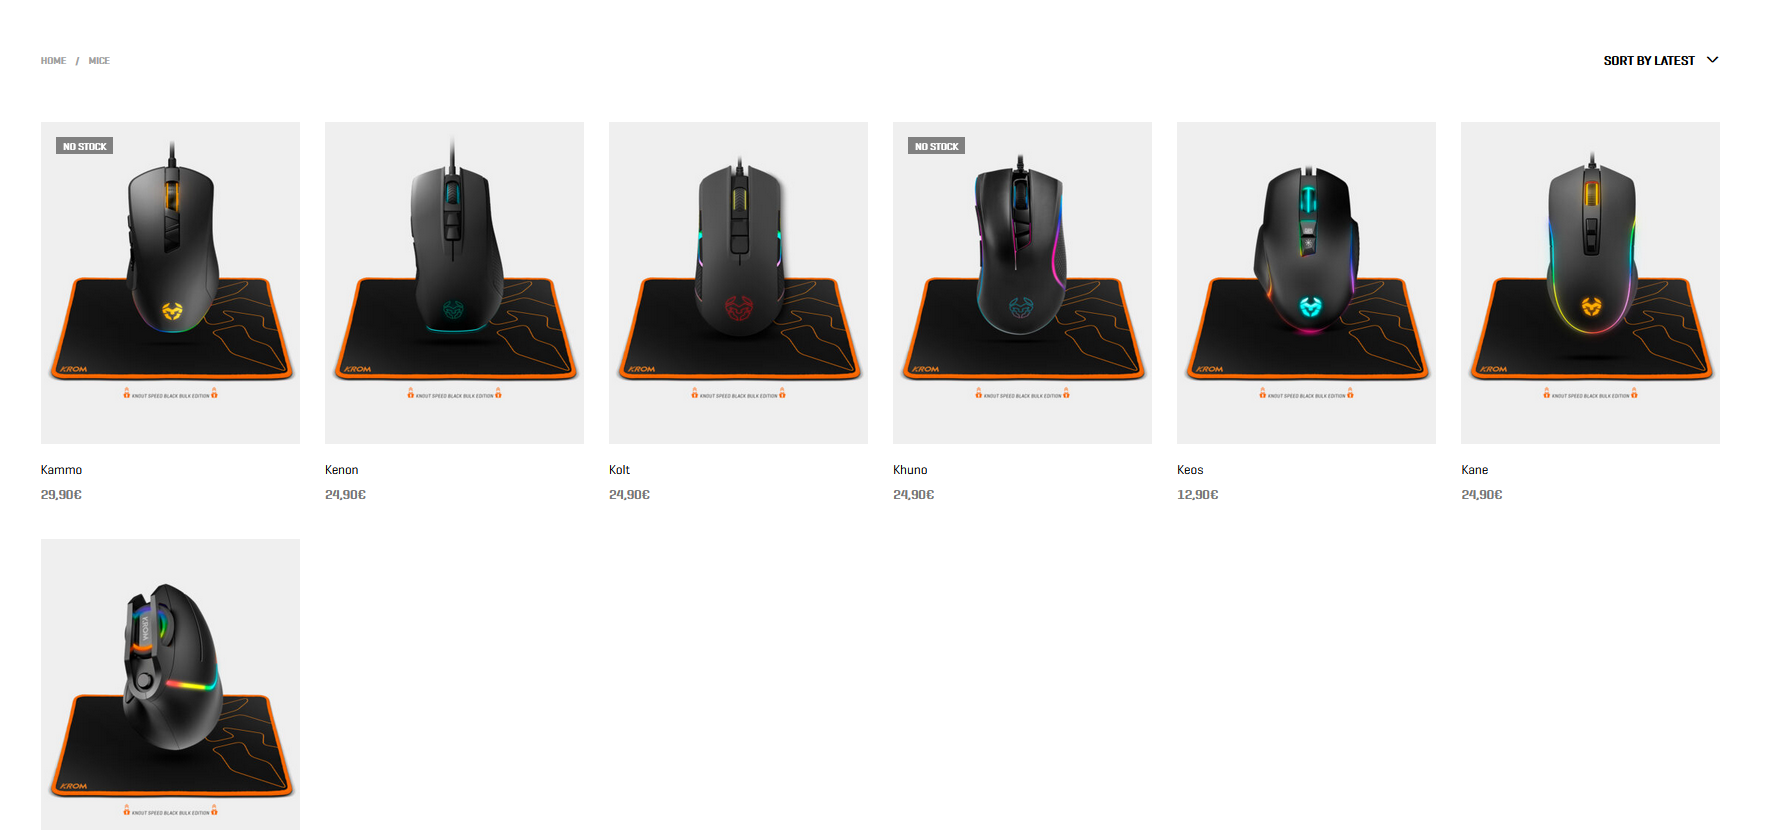 HOME / MICE
SORT BY LATEST
NO STOCK
NO STOCK
KROM
KROM
KROM
KROM
KROM
KROM
KNOUT SPEED BLACK BULK EDITION
KNOUT SPEED BLACK BULK EDITION
KNOUT SPEED BLACK BULK EDITION
KNOUT SPEED BLACK BULK EDITION
KNOUT SPEED BLACK BULK EDITION
KNOUT SPEED BLACK BULK EDITION
Kammo
Kenon
Kolt
Khuno
Keos
Kane
29,90€
24,90€
24,90€
24,90€
12,90€
24,90€
KROM
KROM
KNOUT SPEED BLACK BULK EDITION